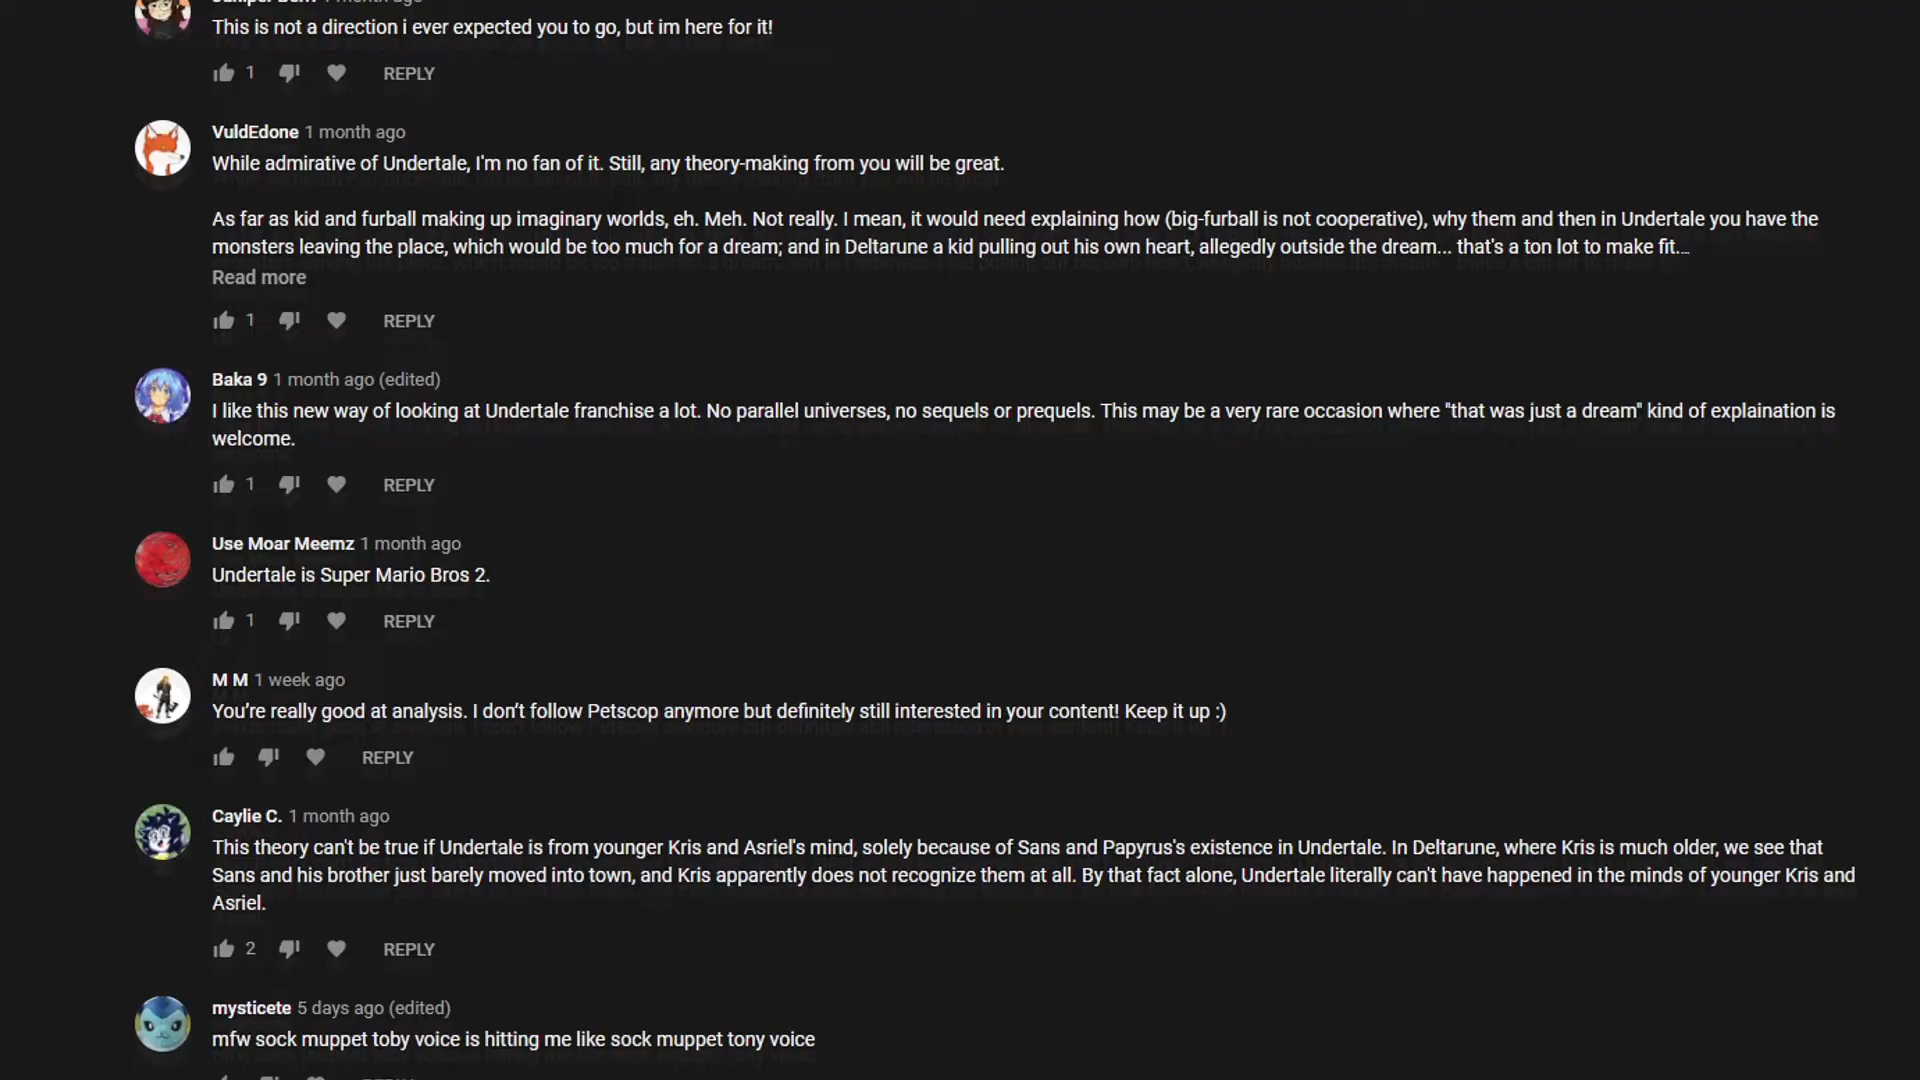 This is not a direction i ever expected you to go, but im here for it!
1 REPLY
VuldEdone 1 month ago
While admirative of Undertale, I'm no fan of it. Still, any theory-making from you will be great.
As far as kid and furball making up imaginary worlds, eh. Meh. Not really. I mean, it would need explaining how (big-furball is not cooperative), why them and then in Undertale you have the
monsters leaving the place, which would be too much for a dream; and in Deltarune a kid pulling out his own heart, allegedly outside the dream... that's a ton lot to make fit...
Read more
1 REPLY
Baka 9 1 month ago (edited)
I like this new way of looking at Undertale franchise a lot. No parallel universes, no sequels or prequels. This may be a very rare occasion where "that was just a dream" kind of explaination is
welcome.
1 REPLY
Use Moar Meemz 1 month ago
Undertale is Super Mario Bros 2.
1 REPLY
M M 1 week ago
You’re really good at analysis. I don’t follow Petscop anymore but definitely still interested in your content! Keep it up :)
REPLY
Caylie C. 1 month ago
This theory can't be true if Undertale is from younger Kris and Asriel's mind, solely because of Sans and Papyrus's existence in Undertale. In Deltarune, where Kris is much older, we see that
Sans and his brother just barely moved into town, and Kris apparently does not recognize them at all. By that fact alone, Undertale literally can't have happened in the minds of younger Kris and
Asriel.
2 REPLY
mysticete 5 days ago (edited)
mfw sock muppet toby voice is hitting me like sock muppet tony voice